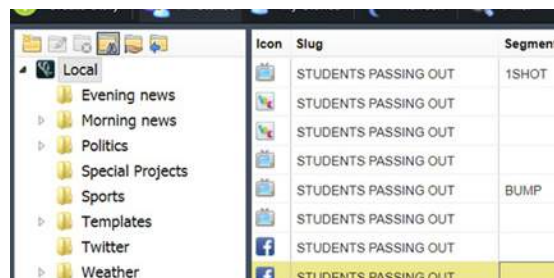 Icon Slug Segment
Local
Evening news
Morning news
Politics
Special Projects
Sports
Templates
Twitter
Weather
STUDENTS PASSING OUT 1SHOT
STUDENTS PASSING OUT
STUDENTS PASSING OUT
STUDENTS PASSING OUT
STUDENTS PASSING OUT BUMP
STUDENTS PASSING OUT
STUDENTS PASSING OUT
STUDENTS PASSING OUT